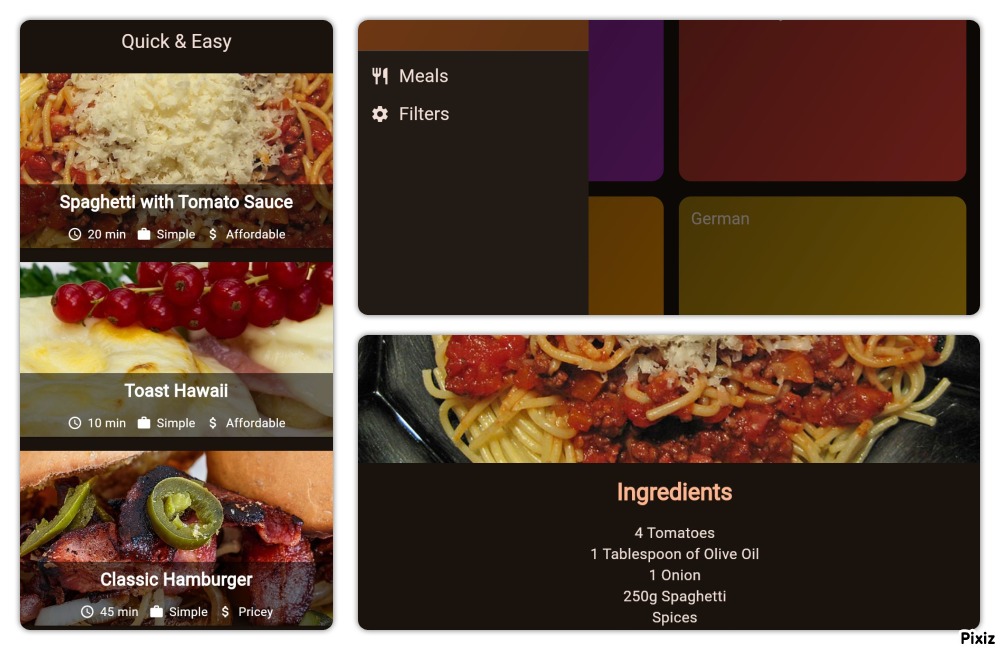 Quick & Easy
Spaghetti with Tomato Sauce
20 min Simple $ Affordable
Toast Hawaii
10 min Simple $ Affordable
Classic Hamburger
45 min Simple $ Pricey
Meals
Filters
German
Ingredients
4 Tomatoes
1 Tablespoon of Olive Oil
1 Onion
250g Spaghetti
Spices
Pixiz